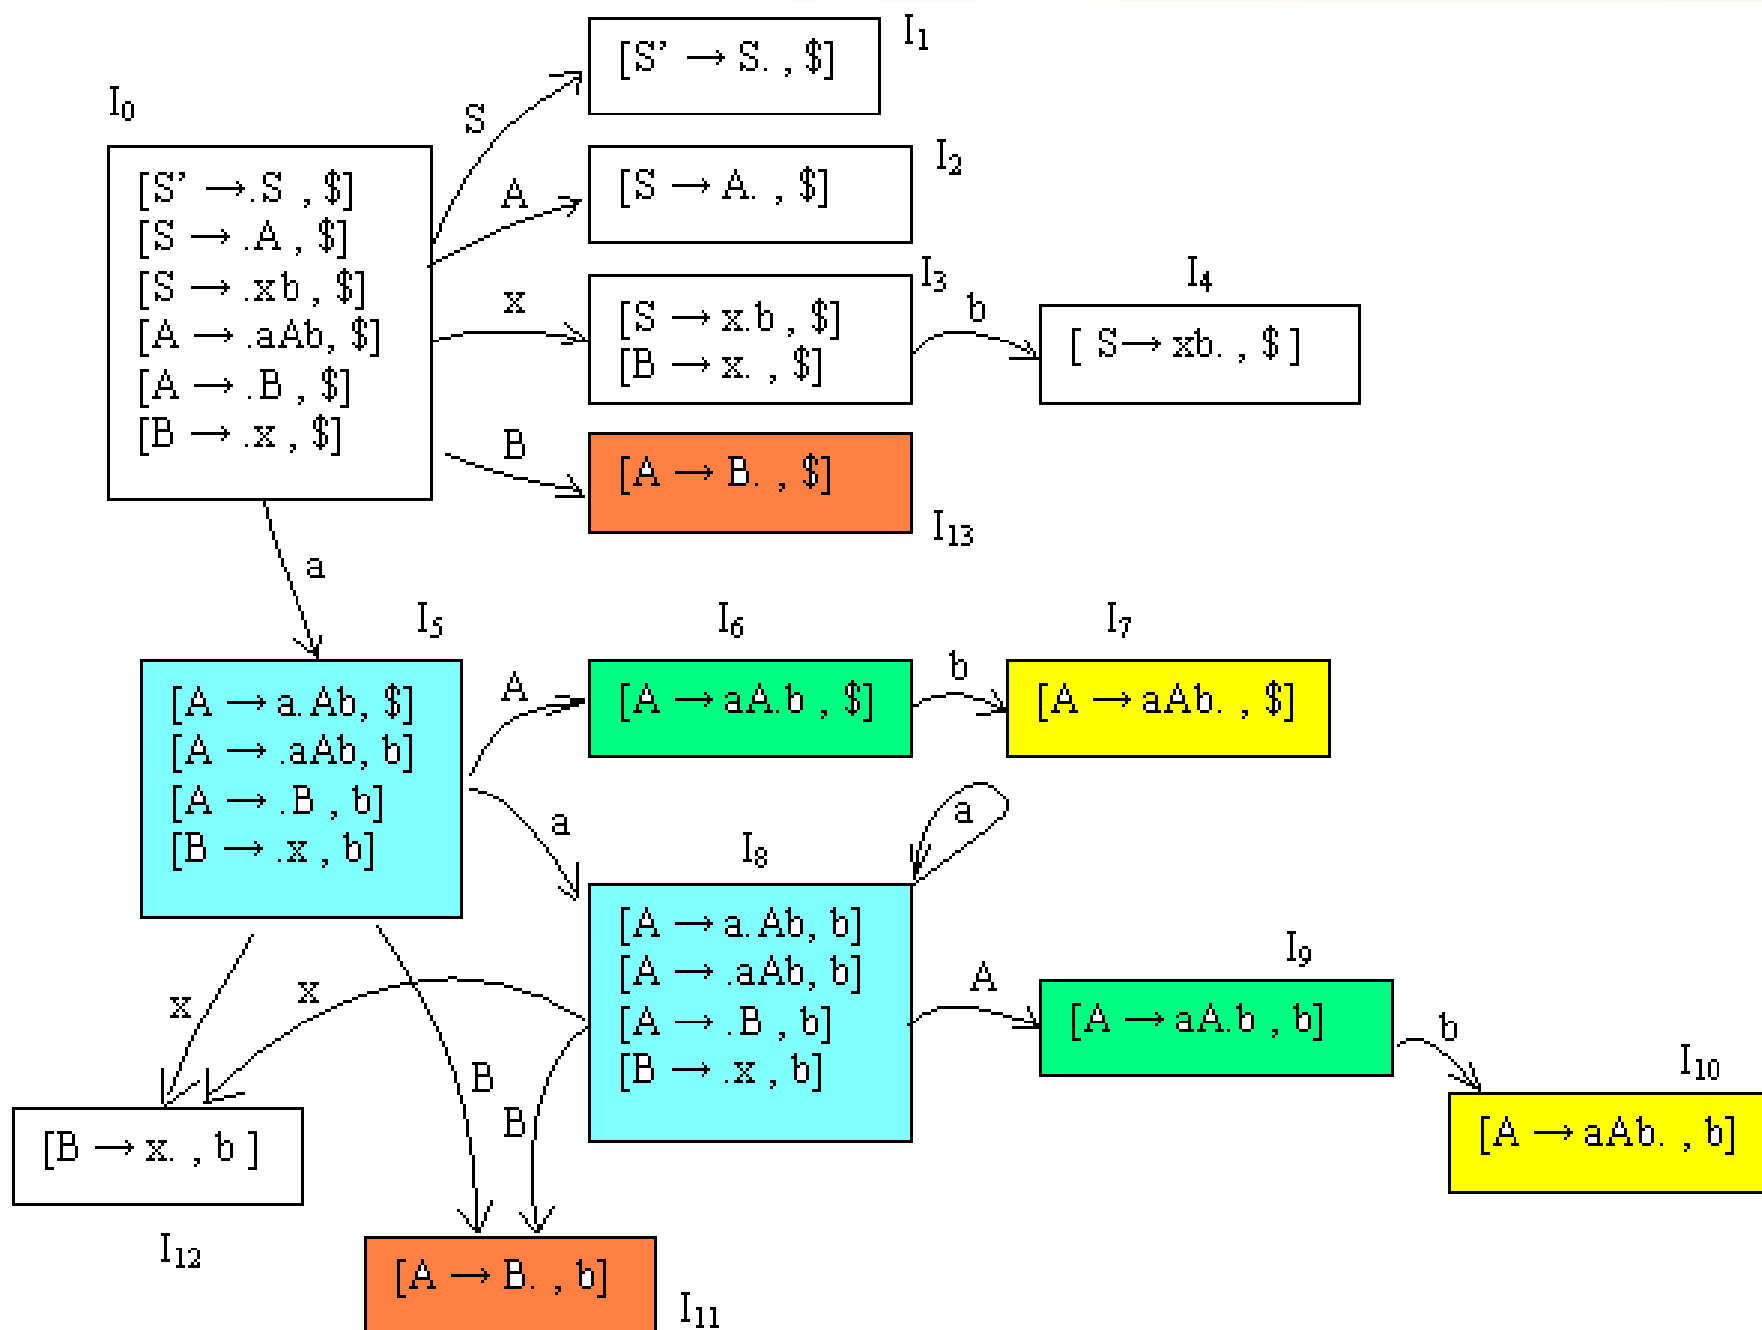 I₁
[S’ → S. , $]
I₀
S
[S’ →.S , $]
[S → .A , $]
[S → .xb , $]
[A → .aAb, $]
[A → .B , $]
[B → .x , $]
A
I₂
[S → A. , $]
x
I₃
[S → x.b , $]
[B → x. , $]
b
I₄
[ S→ xb. , $ ]
B
[A → B. , $]
I₁₃
a
I₅
[A → a.Ab, $]
[A → .aAb, b]
[A → .B , b]
[B → .x , b]
A
I₆
[A → aA.b , $]
b
I₇
[A → aAb. , $]
a
a
I₈
[A → a.Ab, b]
[A → .aAb, b]
[A → .B , b]
[B → .x , b]
A
I₉
[A → aA.b , b]
b
I₁₀
[A → aAb. , b]
x
x
B
B
[B → x. , b ]
I₁₂
[A → B. , b]
I₁₁